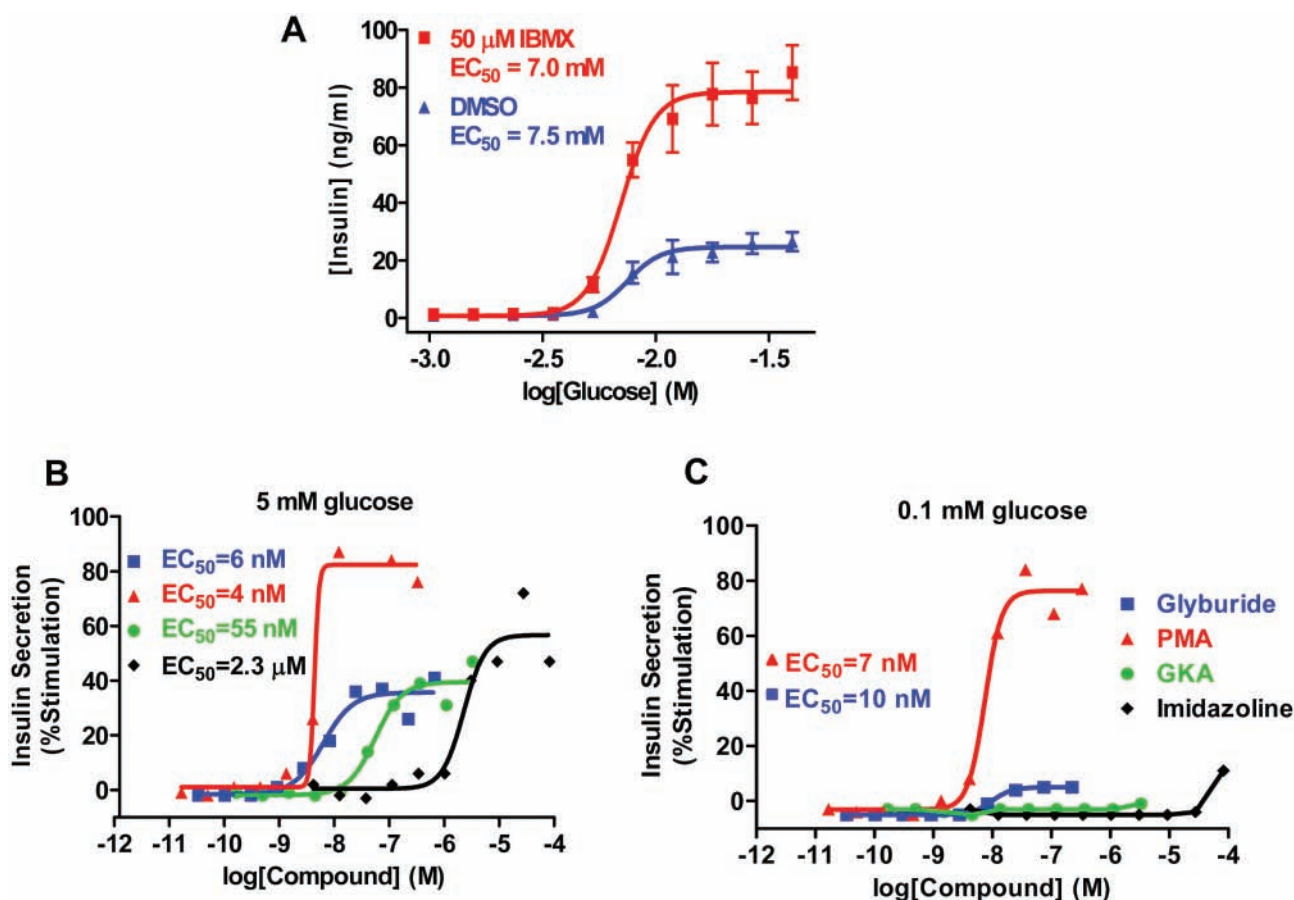 A
100
80
60
40
20
0
[Insulin] (ng/ml)
50 μM IBMX
EC50 = 7.0 mM
DMSO
EC50 = 7.5 mM
-3.0 -2.5 -2.0 -1.5
log[Glucose] (M)
B
5 mM glucose
100
80
60
40
20
0
Insulin Secretion
(%Stimulation)
EC50=6 nM
EC50=4 nM
EC50=55 nM
EC50=2.3 μM
-12 -11 -10 -9 -8 -7 -6 -5 -4
log[Compound] (M)
C
0.1 mM glucose
100
80
60
40
20
0
Insulin Secretion
(%Stimulation)
EC50=7 nM
EC50=10 nM
Glyburide
PMA
GKA
Imidazoline
-12 -11 -10 -9 -8 -7 -6 -5 -4
log[Compound] (M)